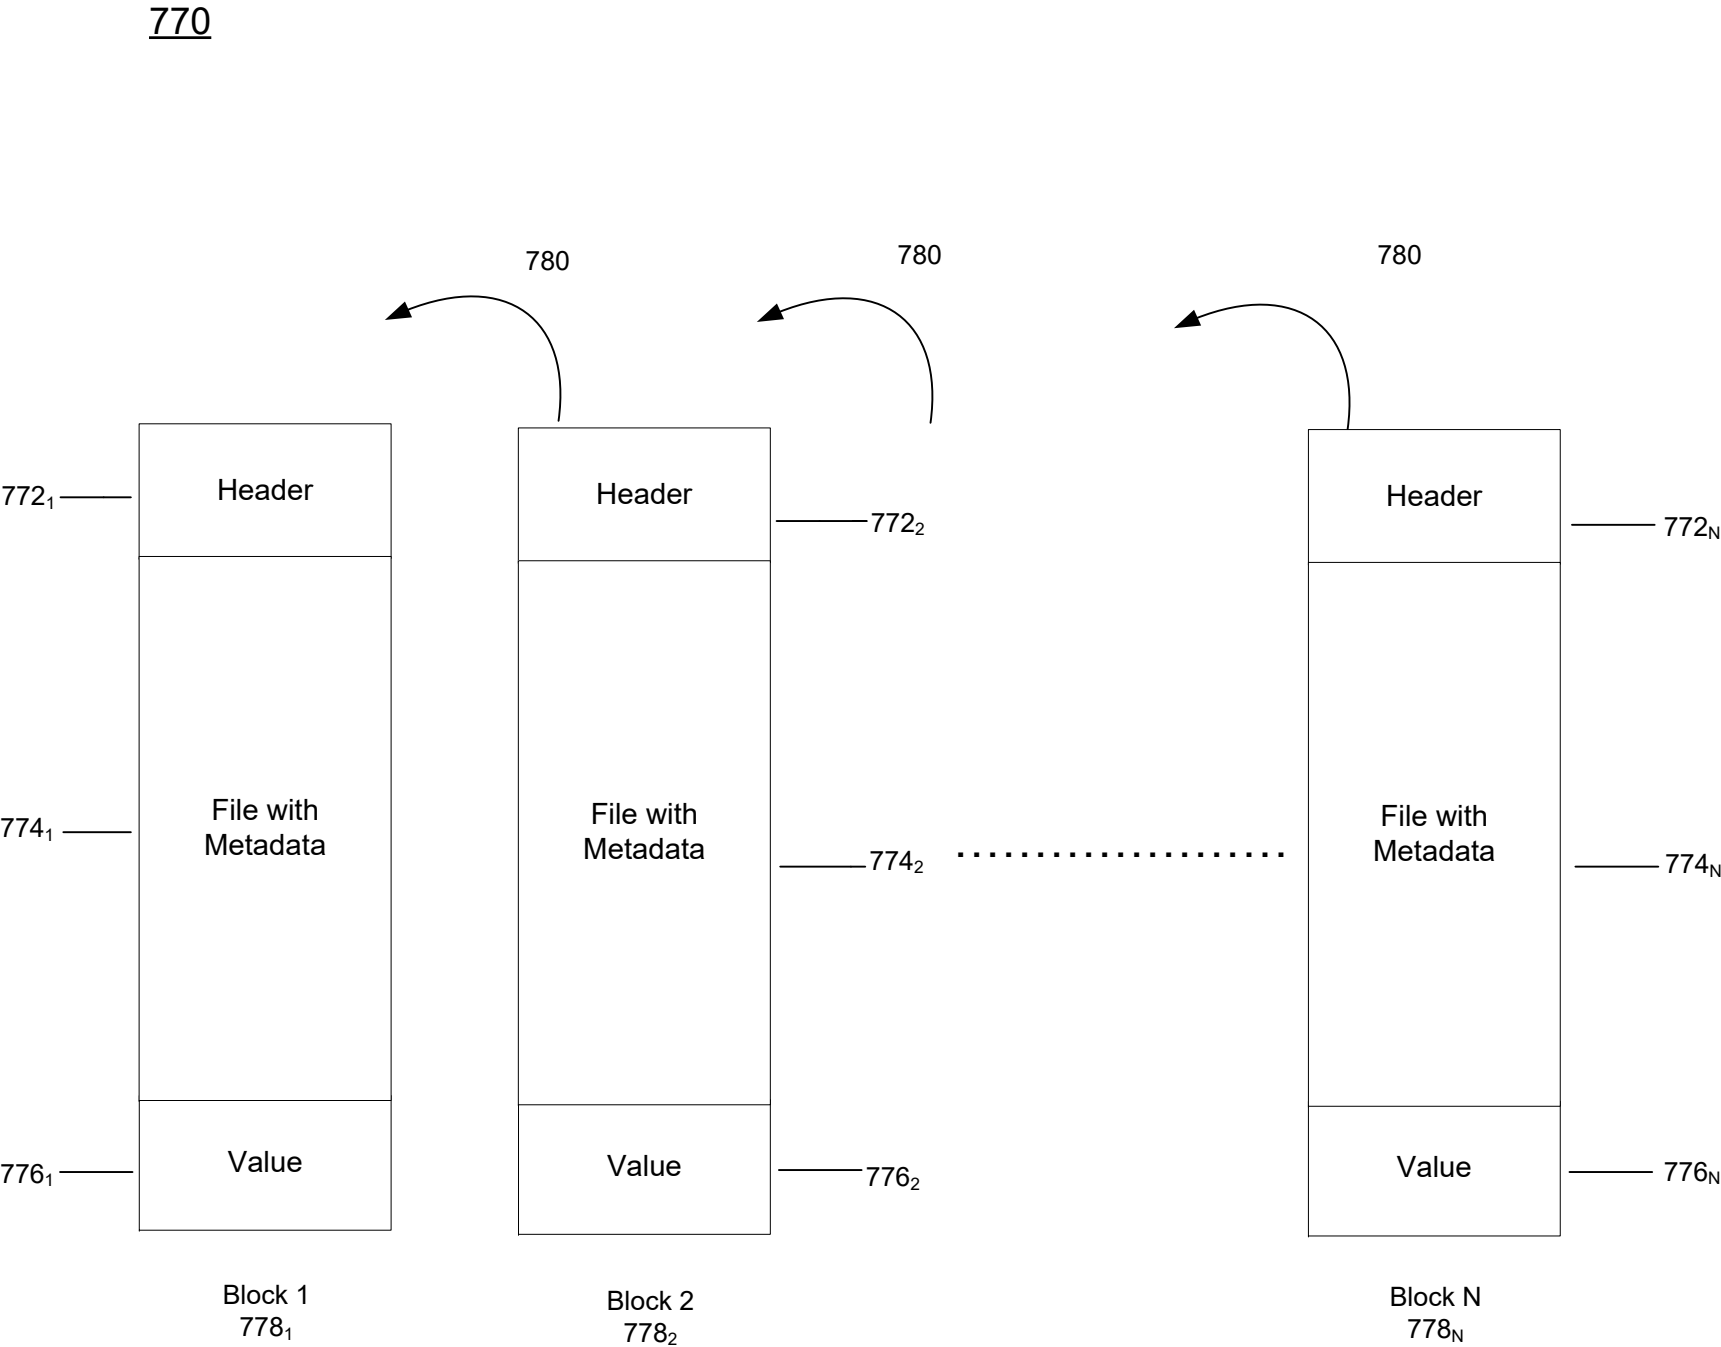 770
780
780
780
Header
Header
Header
772₁
772₂
772N
File with
Metadata
File with
Metadata
File with
Metadata
774₁
774₂
774N
Value
Value
Value
776₁
776₂
776N
Block 1
778₁
Block 2
778₂
Block N
778N